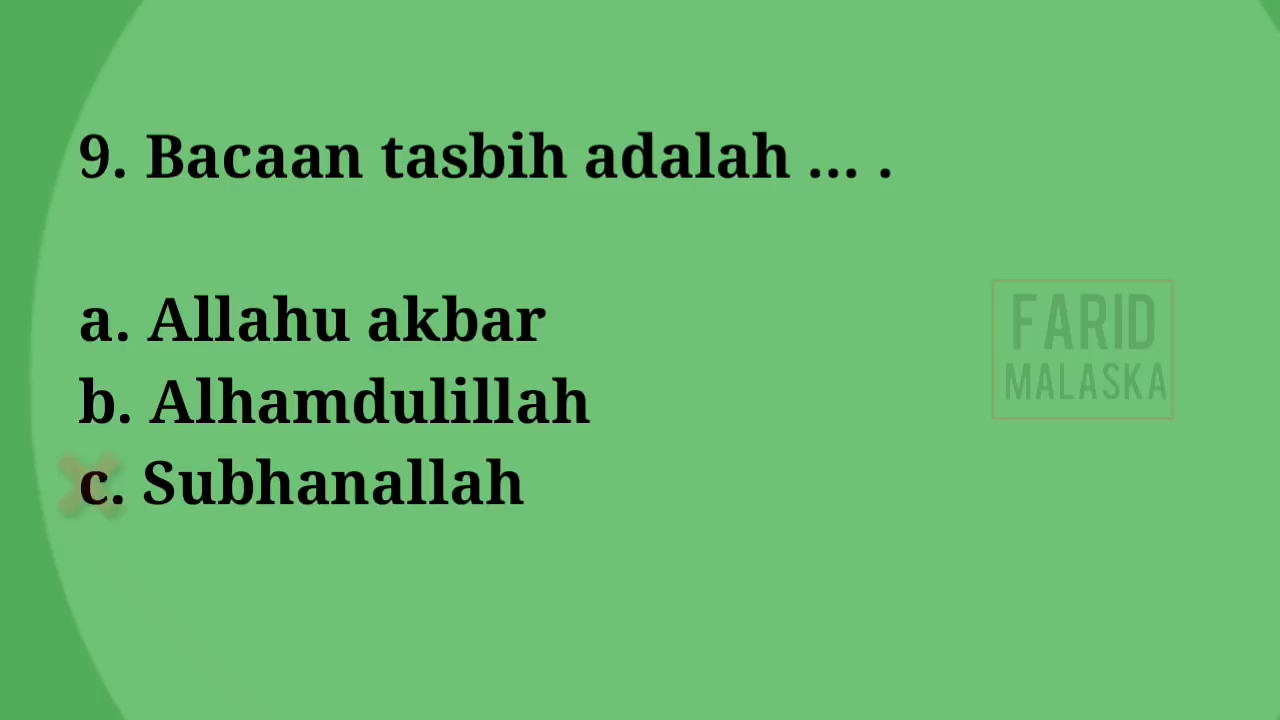 9. Bacaan tasbih adalah ... .
a. Allahu akbar
b. Alhamdulillah
c. Subhanallah
FARID
MALASKA